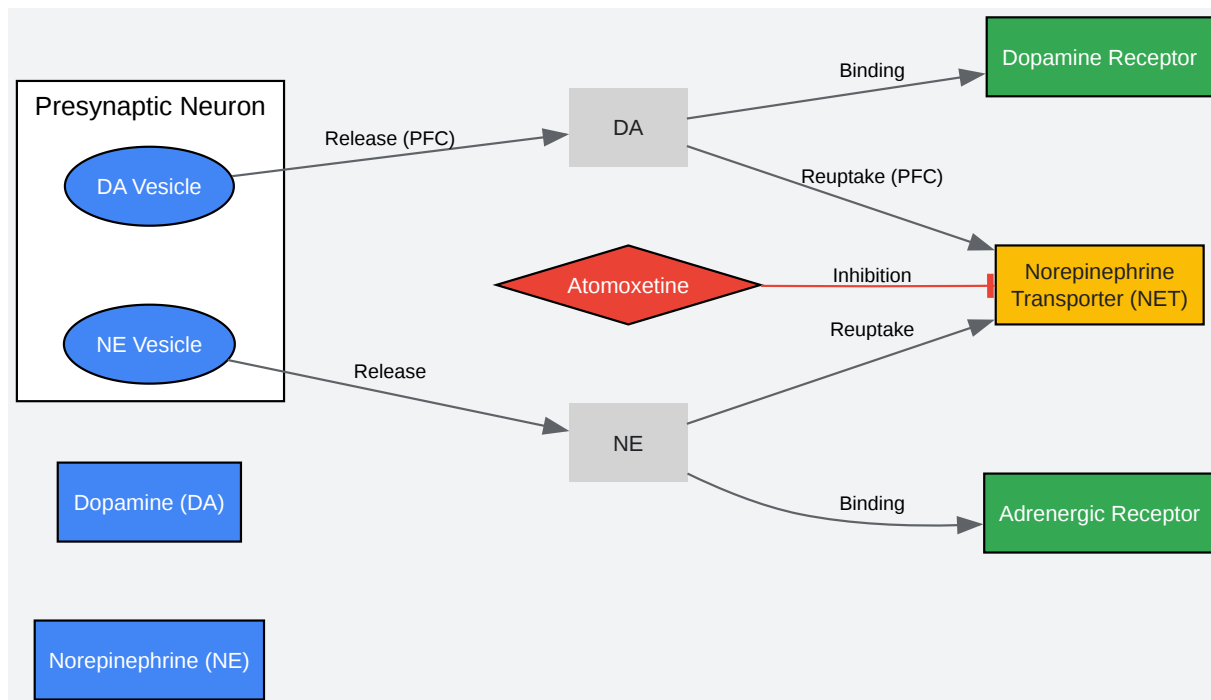 Dopamine Receptor
Binding
Presynaptic Neuron
DA
Release (PFC)
DA Vesicle
Reuptake (PFC)
Atomoxetine
Inhibition
Norepinephrine
Transporter (NET)
NE Vesicle
Reuptake
Release
NE
Dopamine (DA)
Binding
Adrenergic Receptor
Norepinephrine (NE)